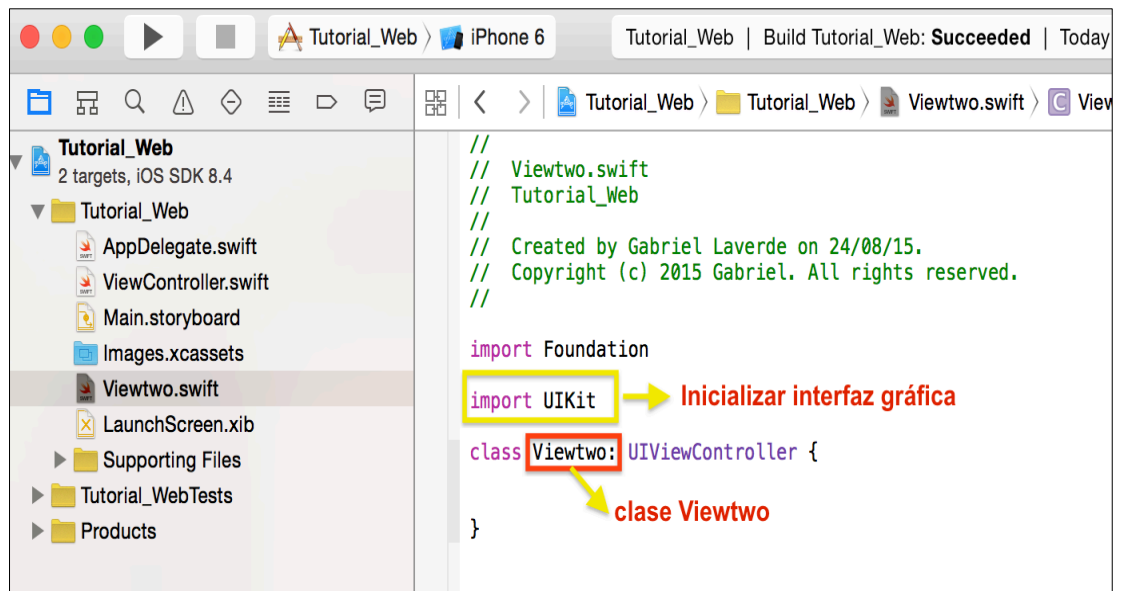 Tutorial_Web 〉 iPhone 6
Tutorial_Web | Build Tutorial_Web: Succeeded | Today
Tutorial_Web 〉 Tutorial_Web 〉 Viewtwo.swift 〉 C View
Tutorial_Web
2 targets, iOS SDK 8.4
Tutorial_Web
AppDelegate.swift
ViewController.swift
Main.storyboard
Images.xcassets
Viewtwo.swift
LaunchScreen.xib
Supporting Files
Tutorial_WebTests
Products
//
// Viewtwo.swift
// Tutorial_Web
//
// Created by Gabriel Laverde on 24/08/15.
// Copyright (c) 2015 Gabriel. All rights reserved.
//
import Foundation
import UIKit
Inicializar interfaz gráfica
class Viewtwo: UIViewController {
clase Viewtwo
}